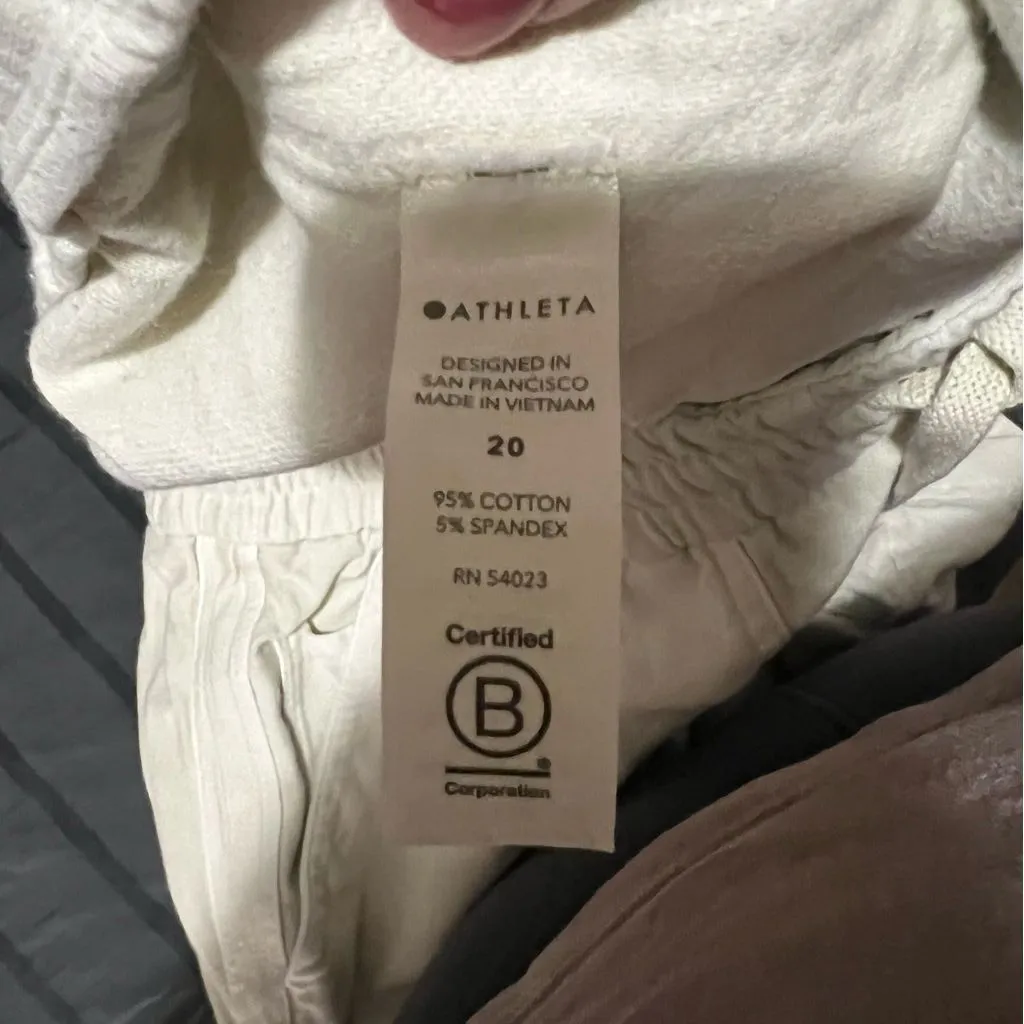 ATHLETA
DESIGNED IN
SAN FRANCISCO
MADE IN VIETNAM
20
95% COTTON
5% SPANDEX
RN 54023
Certified
B
®
Corporation